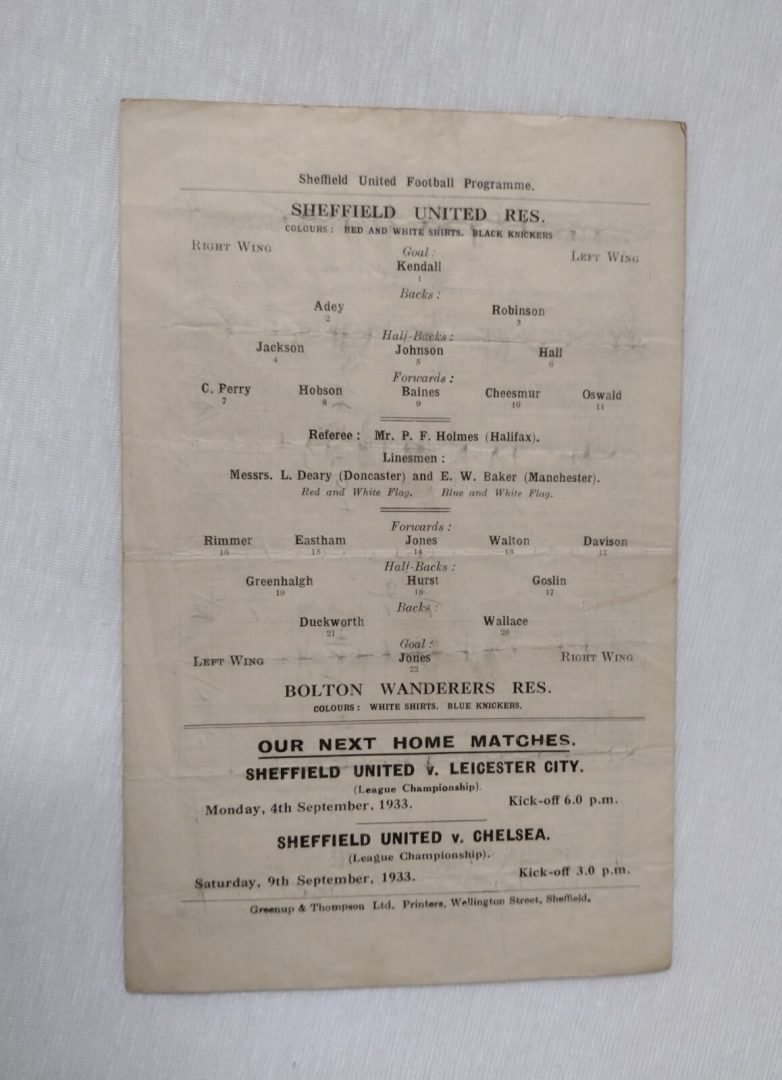 Sheffield United Football Programme.
SHEFFIELD UNITED RES.
COLOURS: RED AND WHITE SHIRTS. BLACK KNICKERS
RIGHT WING Goal: LEFT WING
Kendall
1
Backs:
Adey Robinson
2 3
Half-Backs:
Jackson Johnson Hall
4 5 6
Forwards:
C. Perry Hobson Baines Cheesmur Oswald
7 8 9 10 11
Referee: Mr. P. F. Holmes (Halifax).
Linesmen:
Messrs. L. Deary (Doncaster) and E. W. Baker (Manchester).
Red and White Flag. Blue and White Flag.
Forwards:
Rimmer Eastham Jones Walton Davison
16 15 14 13 12
Half-Backs:
Greenhalgh Hurst Goslin
19 18 17
Backs:
Duckworth Wallace
21 20
Goal:
LEFT WING Jones RIGHT WING
22
BOLTON WANDERERS RES.
COLOURS: WHITE SHIRTS. BLUE KNICKERS.
OUR NEXT HOME MATCHES.
SHEFFIELD UNITED v. LEICESTER CITY.
(League Championship).
Monday, 4th September, 1933. Kick-off 6.0 p.m.
SHEFFIELD UNITED v. CHELSEA.
(League Championship).
Saturday, 9th September, 1933. Kick-off 3.0 p.m.
Greenup & Thompson Ltd. Printers, Wellington Street, Sheffield.